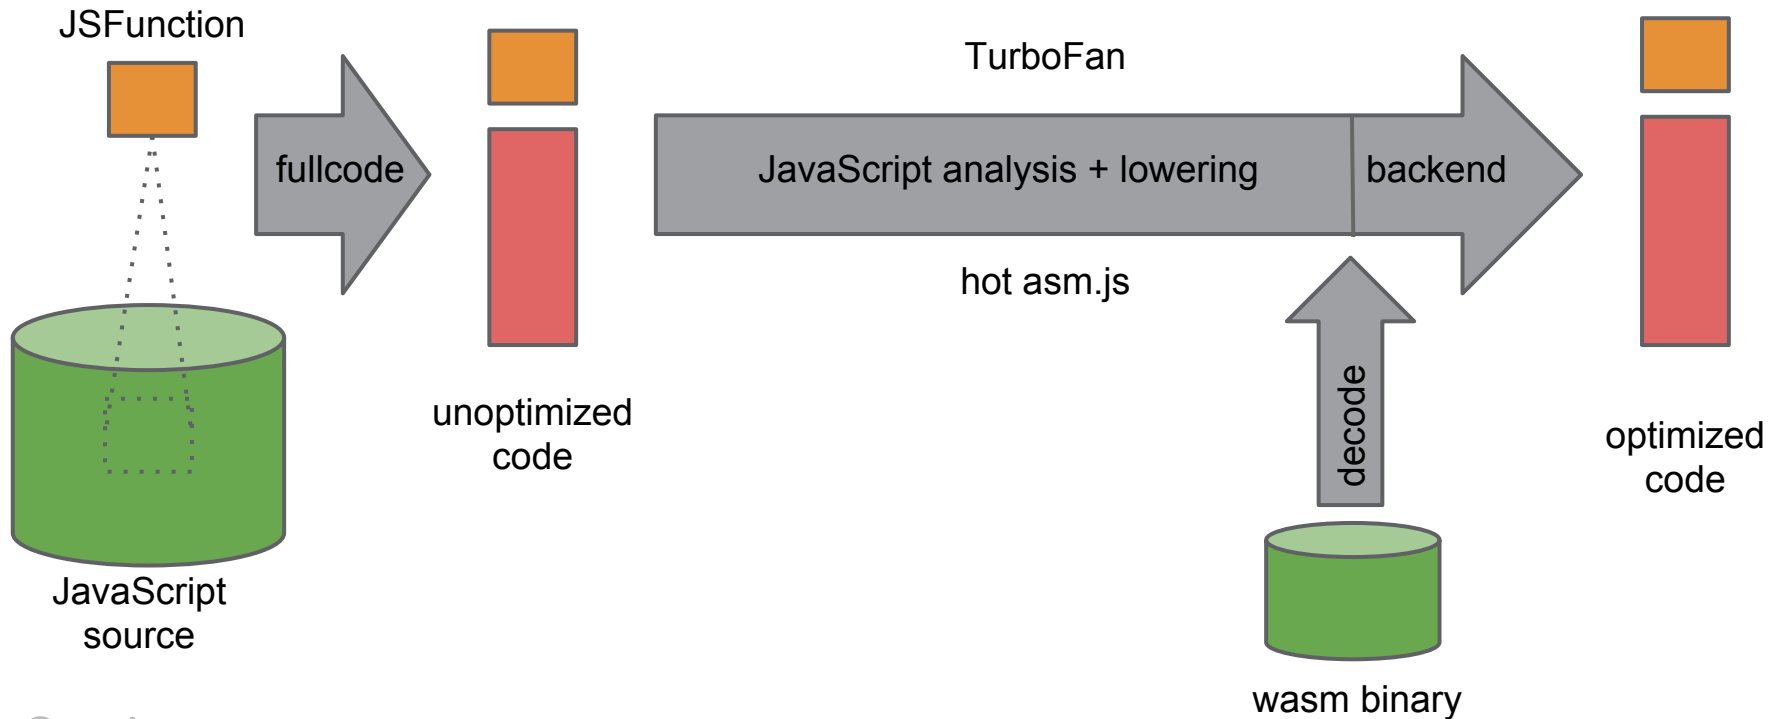 JSFunction
TurboFan
fullcode
JavaScript analysis + lowering
backend
hot asm.js
unoptimized
code
decode
optimized
code
JavaScript
source
wasm binary